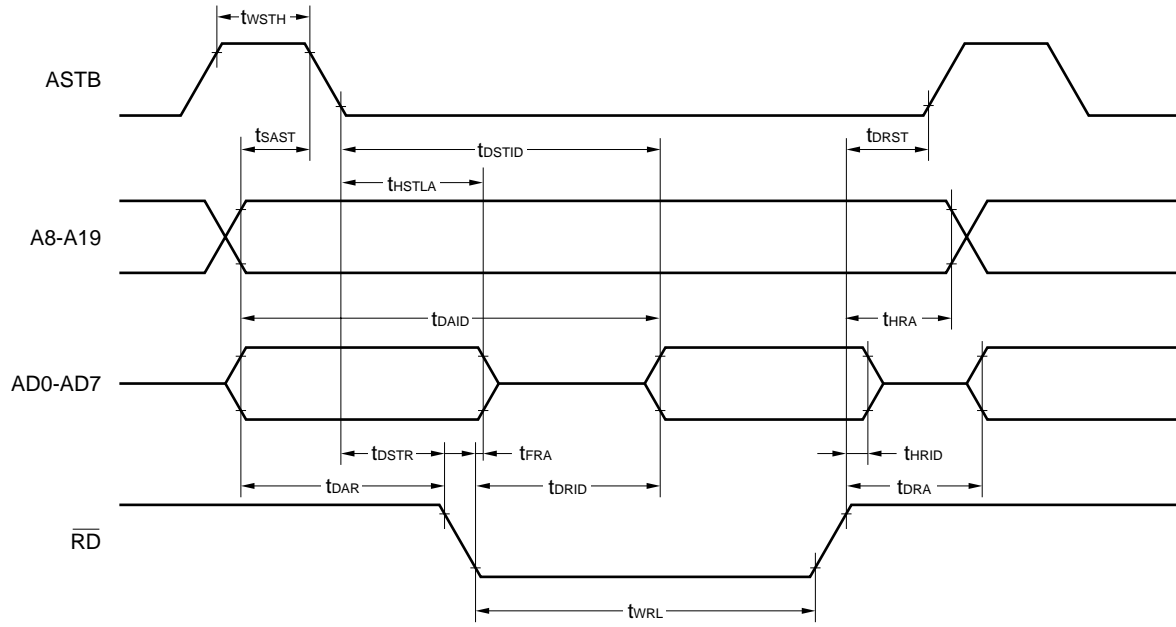 tWSTH
ASTB
tSAST
tDSTID
tDRST
tHSTLA
A8-A19
tDAID
tHRA
AD0-AD7
tDSTR
tFRA
tHRID
tDAR
tDRID
tDRA
R̅D̅
tWRL